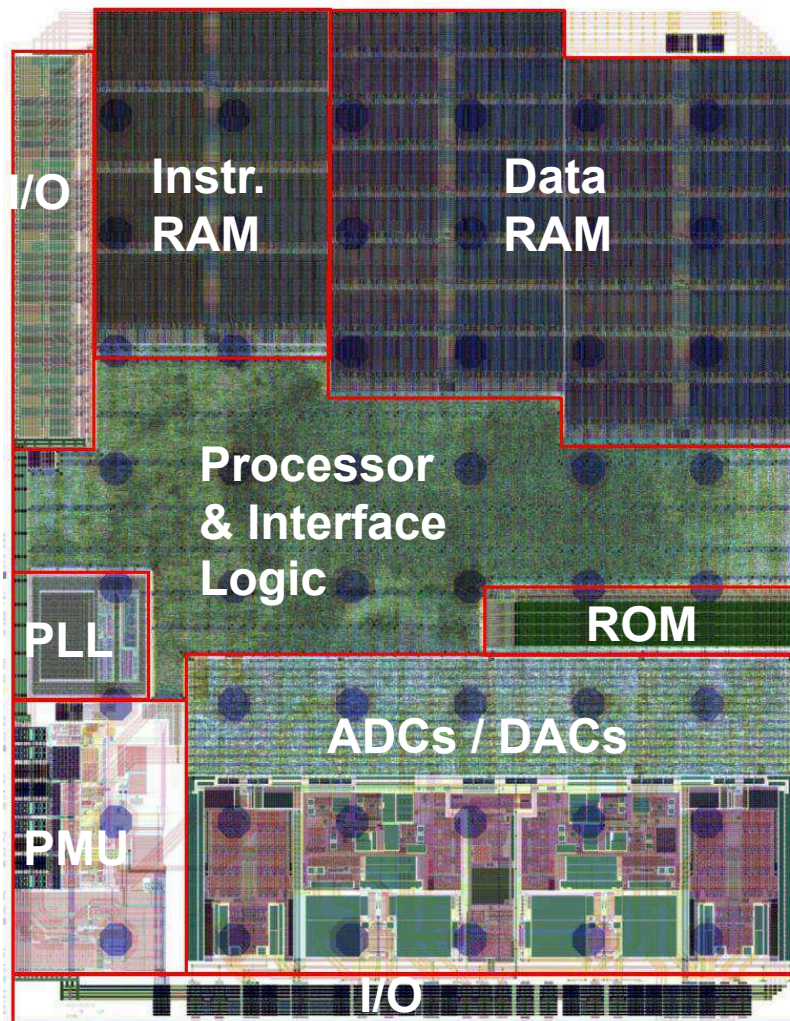 I/O
Instr.
RAM
Data
RAM
Processor
& Interface
Logic
PLL
ROM
ADCs / DACs
PMU
I/O